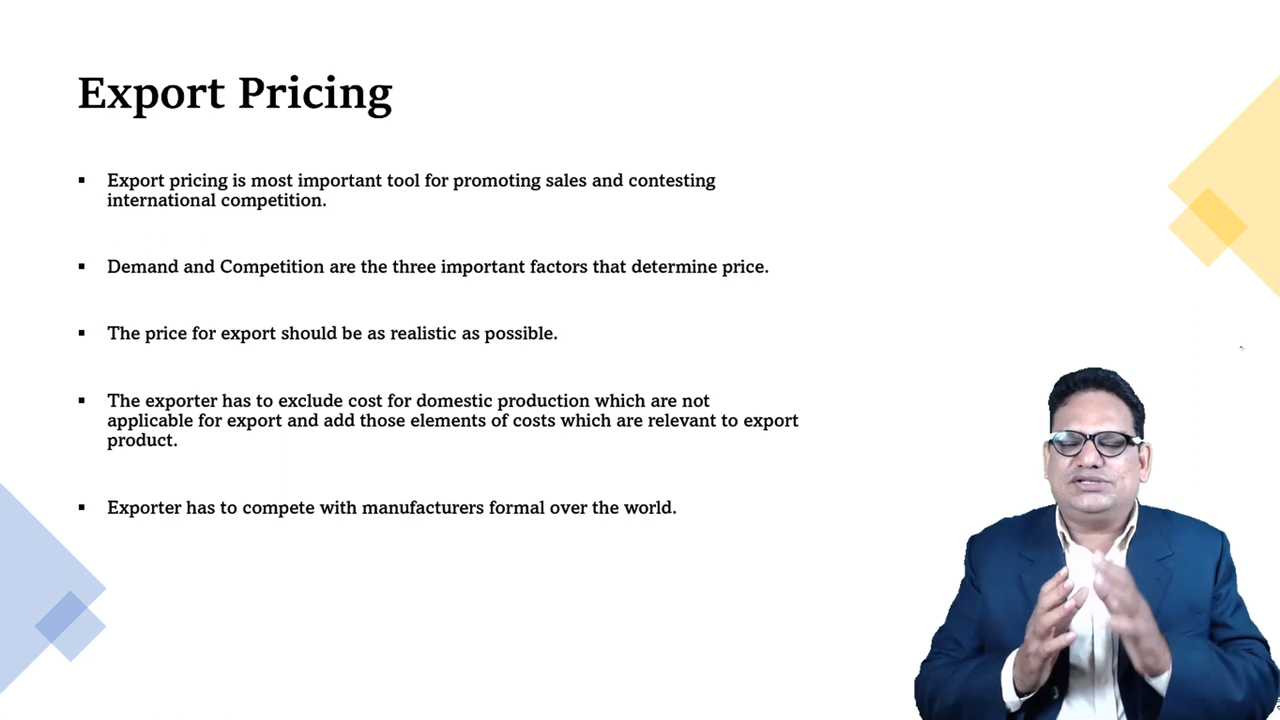 Export Pricing
▪ Export pricing is most important tool for promoting sales and contesting
international competition.
▪ Demand and Competition are the three important factors that determine price.
▪ The price for export should be as realistic as possible.
▪ The exporter has to exclude cost for domestic production which are not
applicable for export and add those elements of costs which are relevant to export
product.
▪ Exporter has to compete with manufacturers formal over the world.